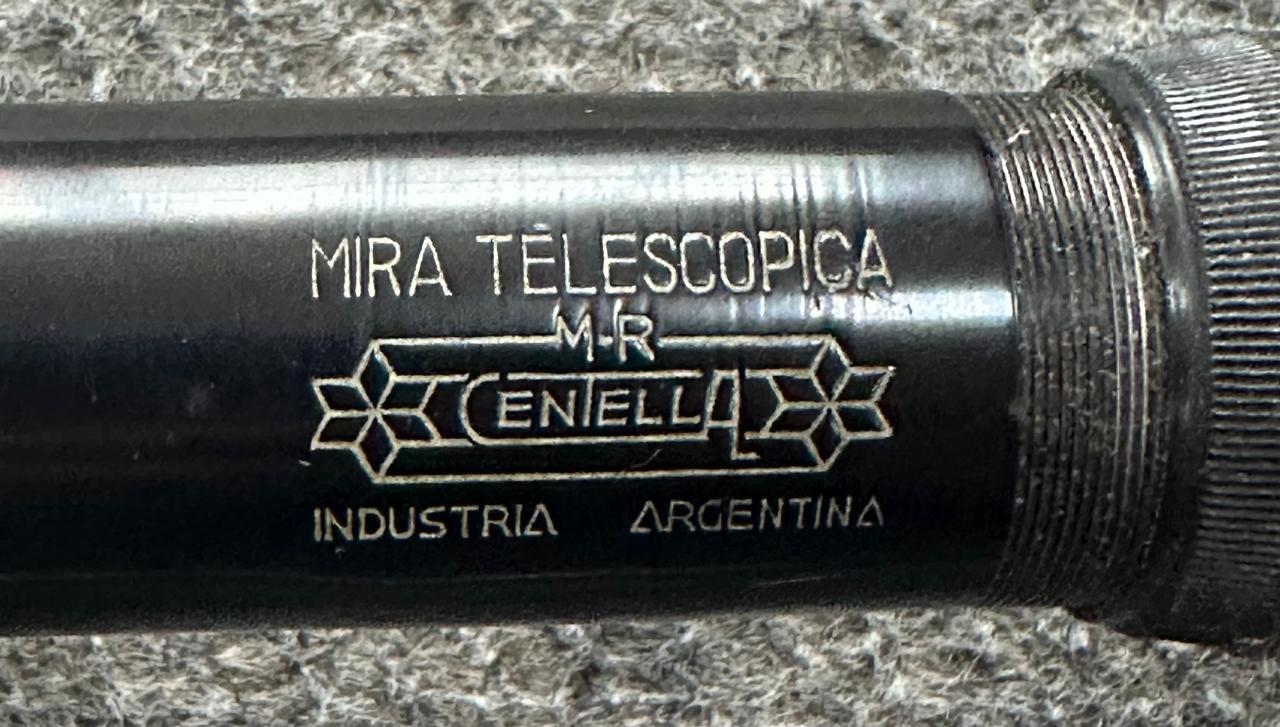 MIRA TELESCOPICA
M-R
CENTELLA
INDUSTRIA ARGENTINA